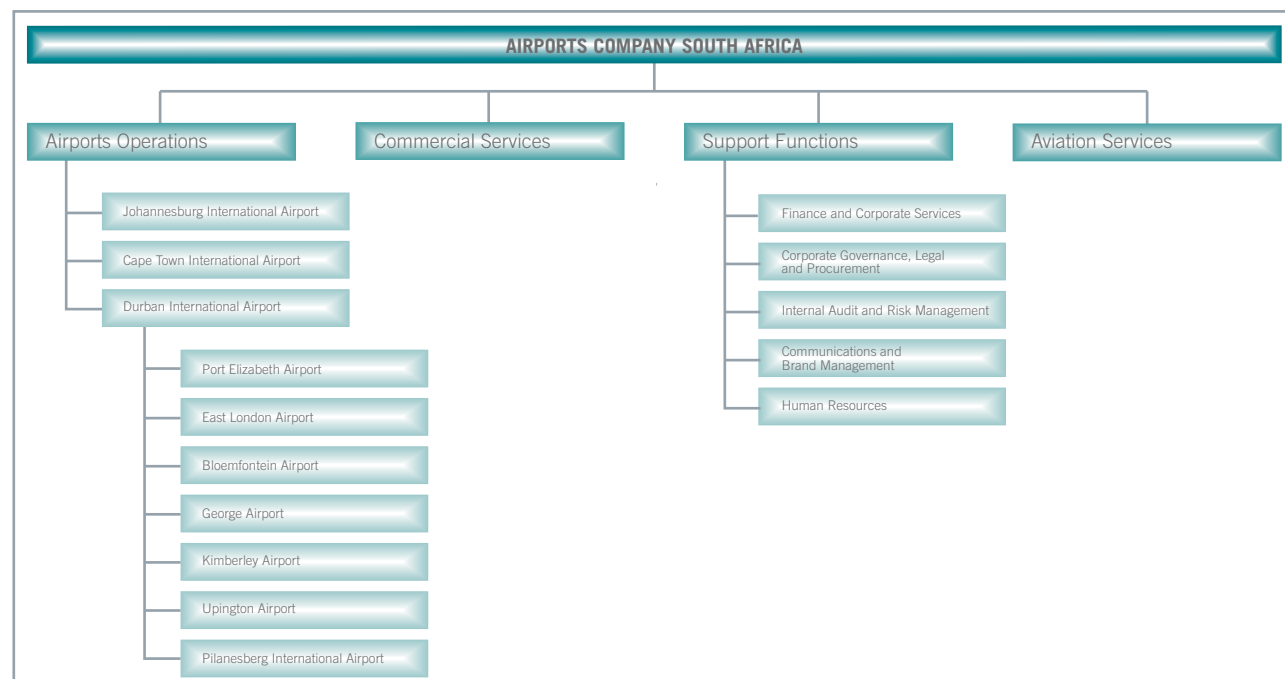 AIRPORTS COMPANY SOUTH AFRICA
Airports Operations
Commercial Services
Support Functions
Aviation Services
Johannesburg International Airport
Cape Town International Airport
Durban International Airport
Port Elizabeth Airport
East London Airport
Bloemfontein Airport
George Airport
Kimberley Airport
Upington Airport
Pilanesberg International Airport
Finance and Corporate Services
Corporate Governance, Legal
and Procurement
Internal Audit and Risk Management
Communications and
Brand Management
Human Resources